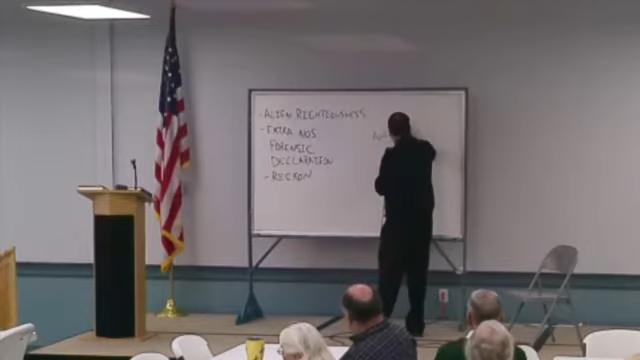 - ALIEN RIGHTEOUSNESS
- EXTRA NOS
FORENSIC
DECLARATION
- RECKON